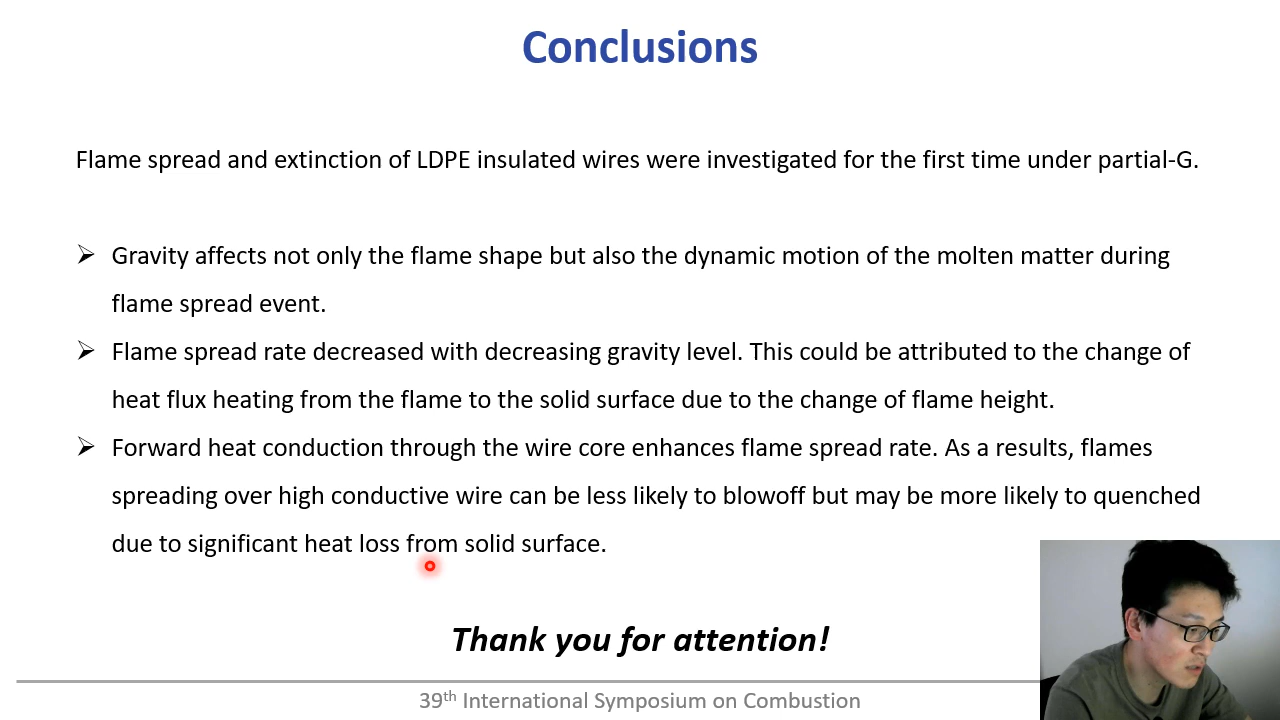 Conclusions
Flame spread and extinction of LDPE insulated wires were investigated for the first time under partial-G.
➢ Gravity affects not only the flame shape but also the dynamic motion of the molten matter during
flame spread event.
➢ Flame spread rate decreased with decreasing gravity level. This could be attributed to the change of
heat flux heating from the flame to the solid surface due to the change of flame height.
➢ Forward heat conduction through the wire core enhances flame spread rate. As a results, flames
spreading over high conductive wire can be less likely to blowoff but may be more likely to quenched
due to significant heat loss from solid surface.
Thank you for attention!
39th International Symposium on Combustion